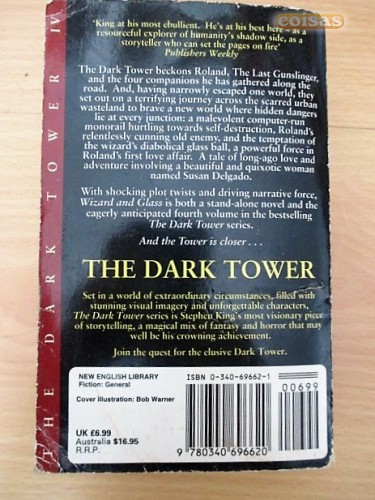 coisas
'King at his most ebullient. He's at his best here – as a
resourceful explorer of humanity's shadow side, as a
storyteller who can set the pages on fire'
Publishers Weekly
The Dark Tower beckons Roland, The Last Gunslinger,
and the four companions he has gathered along the
road. And, having narrowly escaped one world, they
set out on a terrifying journey across the scarred urban
wasteland to brave a new world where hidden dangers
lie at every junction: a malevolent computer-run
monorail hurtling towards self-destruction, Roland's
relentlessly cunning old enemy, and the temptation of
the wizard's diabolical glass ball, a powerful force in
Roland's first love affair. A tale of long-ago love and
adventure involving a beautiful and quixotic woman
named Susan Delgado.
With shocking plot twists and driving narrative force,
Wizard and Glass is both a stand-alone novel and the
eagerly anticipated fourth volume in the bestselling
The Dark Tower series.
And the Tower is closer . . .
THE DARK TOWER
Set in a world of extraordinary circumstances, filled with
stunning visual imagery and unforgettable characters,
The Dark Tower series is Stephen King's most visionary piece
of storytelling, a magical mix of fantasy and horror that may
well be his crowning achievement.
Join the quest for the elusive Dark Tower.
NEW ENGLISH LIBRARY
Fiction: General
Cover illustration: Bob Warner
UK £6.99
Australia $16.95
R.R.P.
ISBN 0-340-69662-1
00699
9 780340 696620
THE DARK TOWER IV